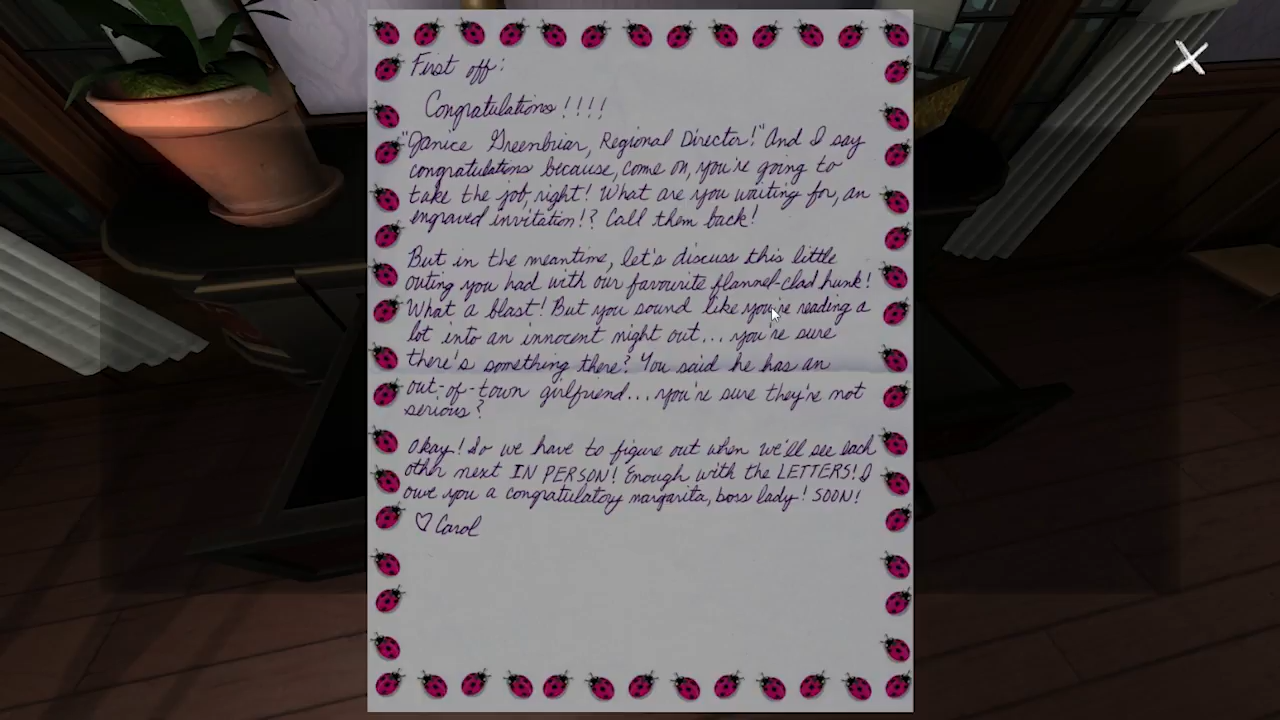 First off:
Congratulations!!!!
"Janice Greenbriar, Regional Director!" And I say
congratulations because, come on, you're going to
take the job, right! What are you waiting for, an
engraved invitation!? Call them back!
But in the meantime, let's discuss this little
outing you had with our favourite flannel-clad hunk!
What a blast! But you sound like you're reading a
lot into an innocent night out... you're sure
there's something there? You said he has an
out-of-town girlfriend... you're sure they're not
serious?
Okay! So we have to figure out when we'll see each
other next IN PERSON! Enough with the LETTERS! I
owe you a congratulatory margarita, boss lady! SOON!
♡ Carol